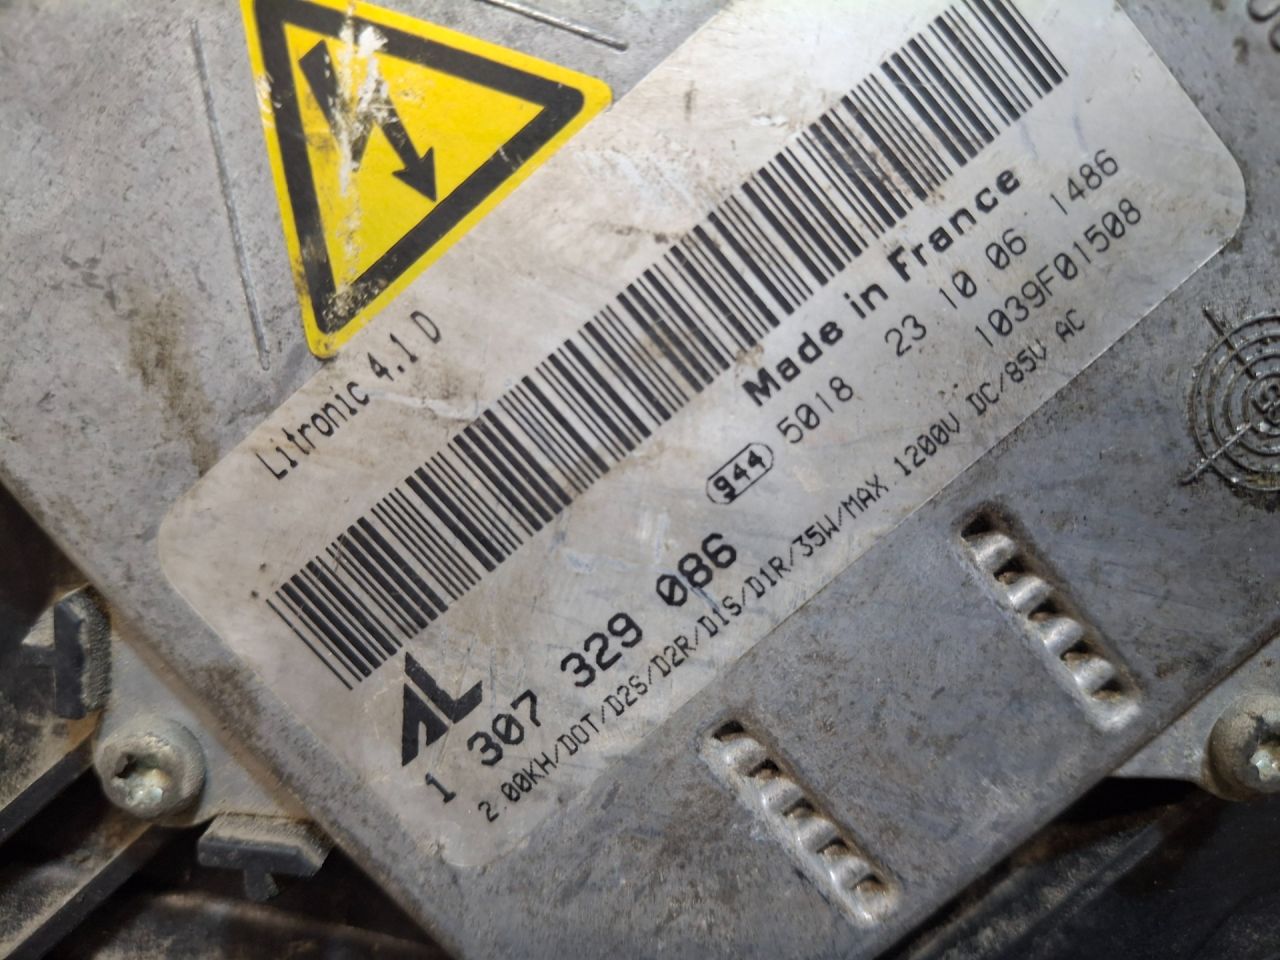 Litronic 4.1 D
Made in France
944 5018 23 10 06 1486
1039F01508
AL
1 307 329 086
2.00KH/DOT/D2S/D2R/D1S/D1R/35W/MAX.1200V DC/85V AC